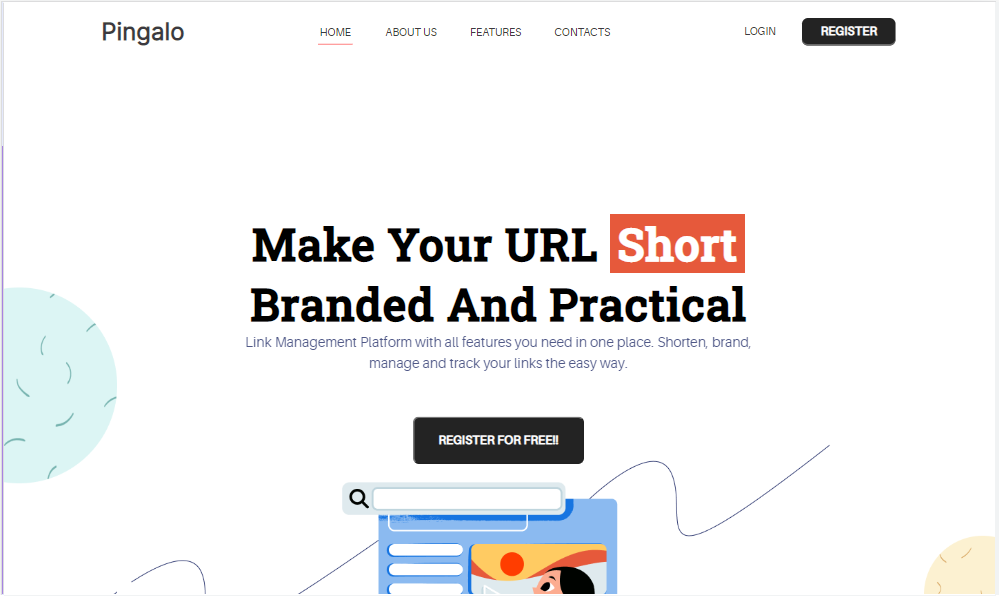 Pingalo
HOME ABOUT US FEATURES CONTACTS LOGIN REGISTER
Make Your URL Short
Branded And Practical
Link Management Platform with all features you need in one place. Shorten, brand,
manage and track your links the easy way.
REGISTER FOR FREE!!